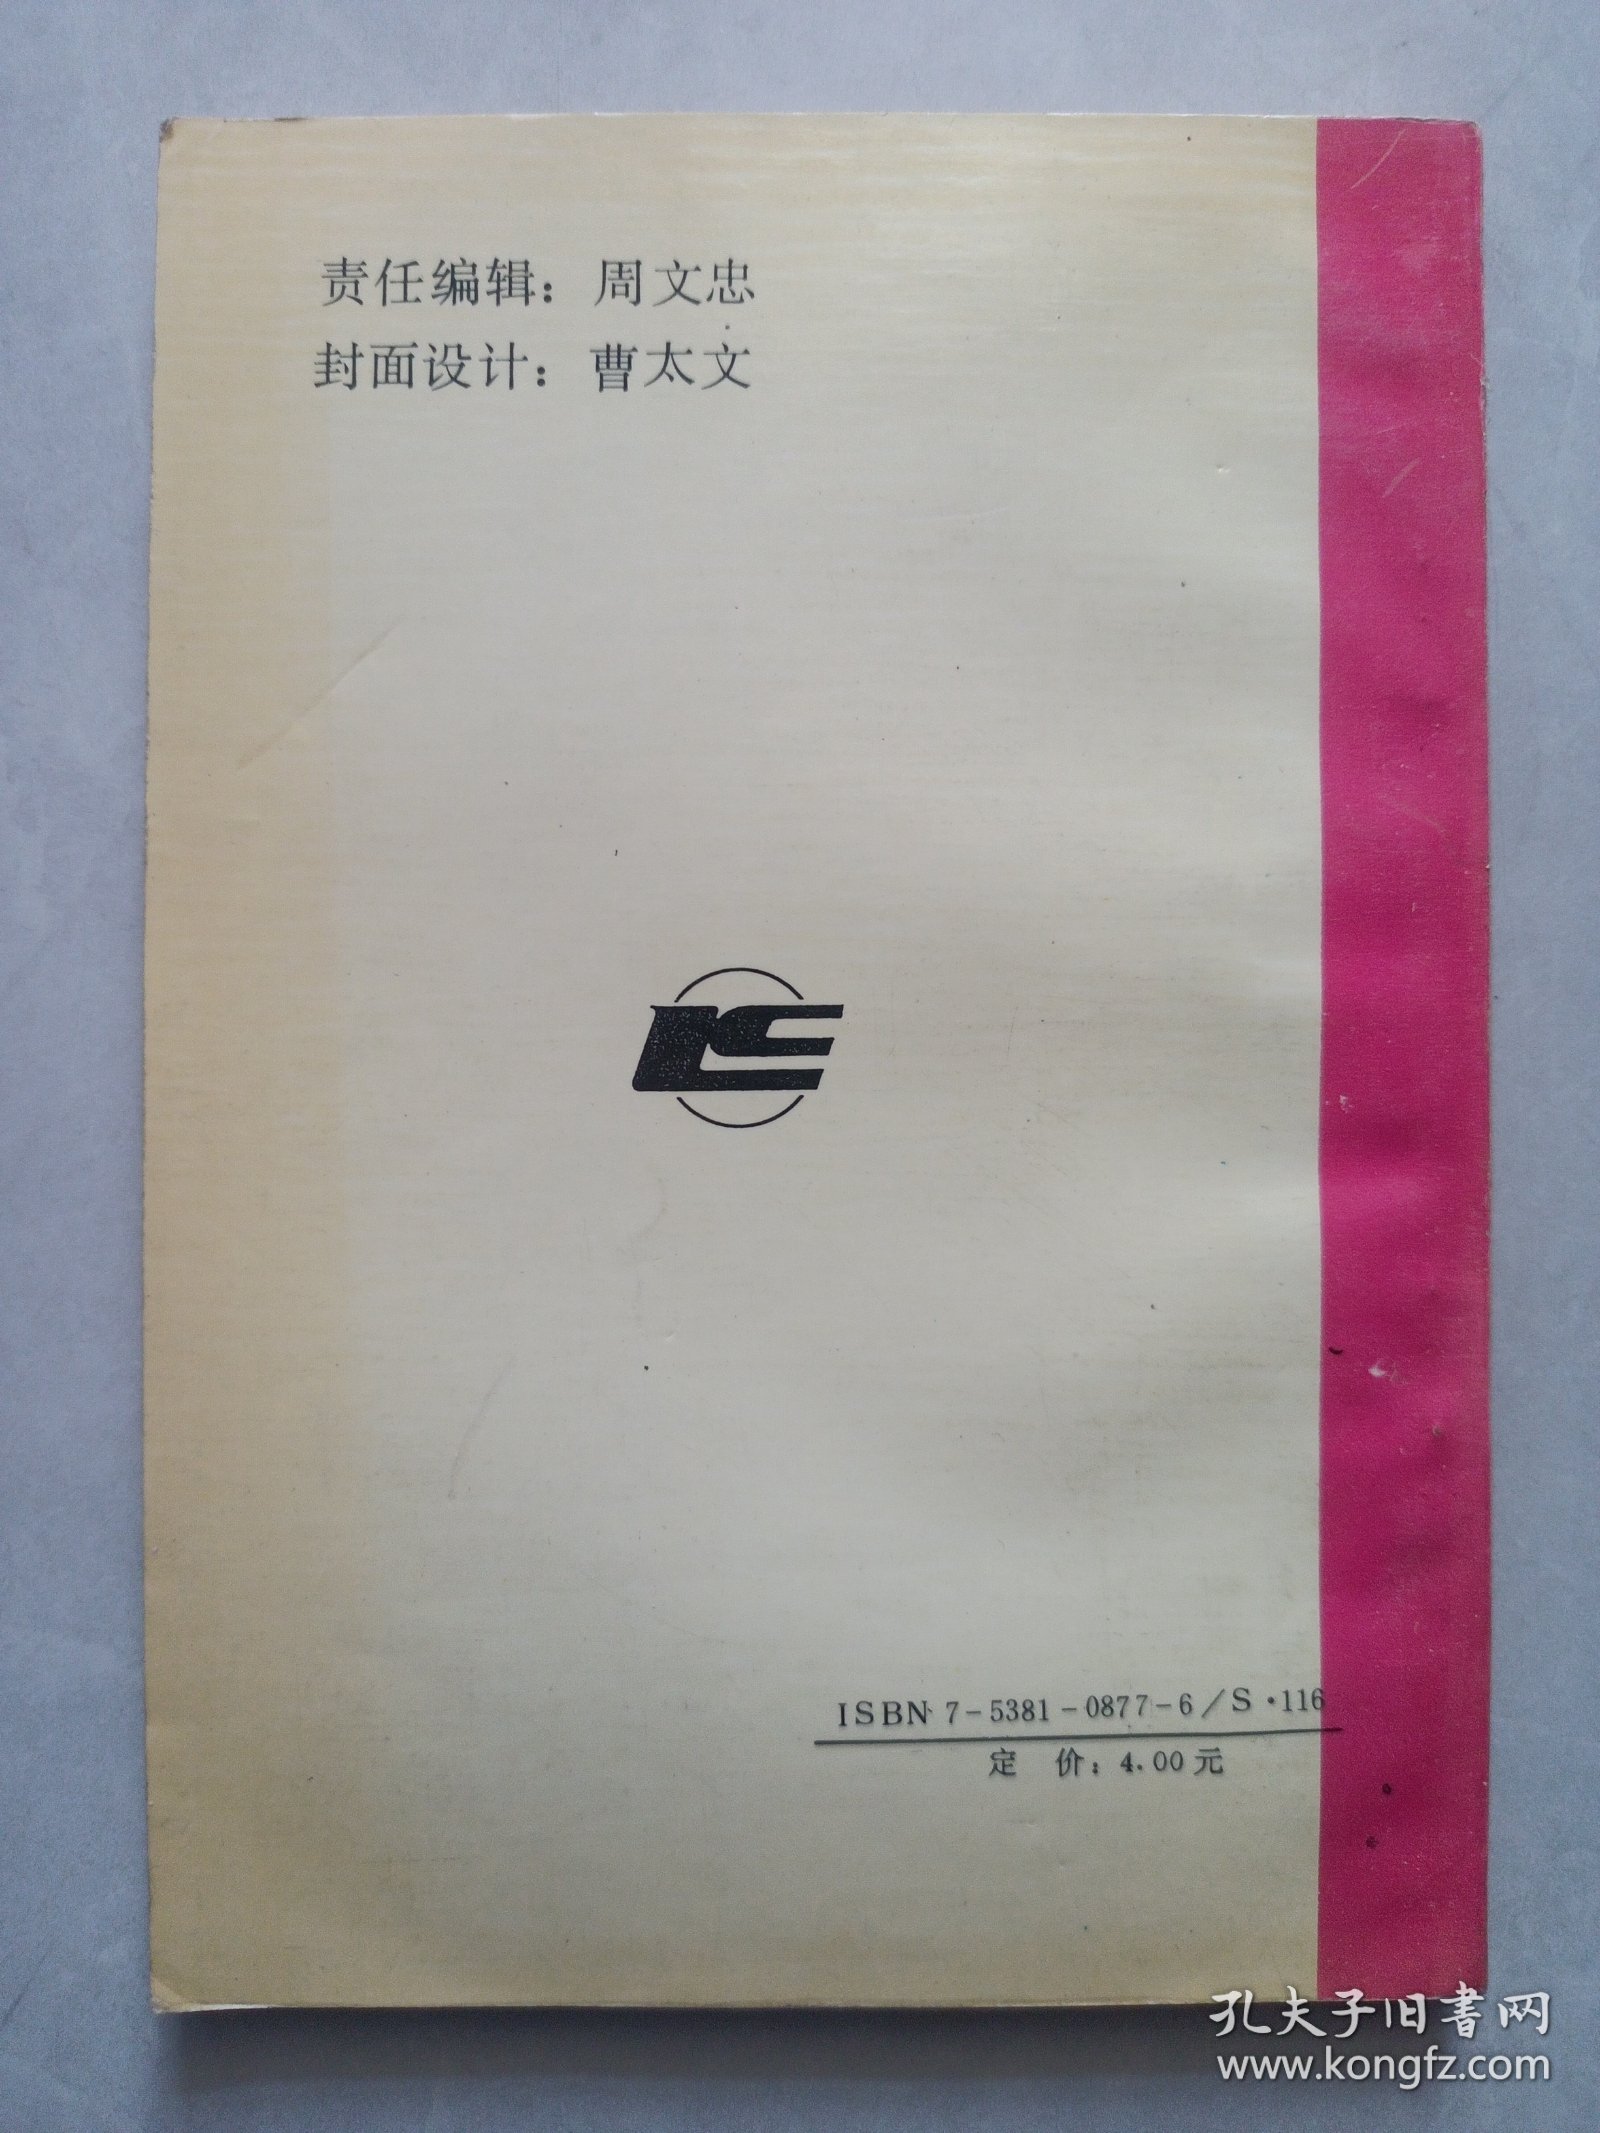 责任编辑：周文忠
封面设计：曹太文
ISBN 7-5381-0877-6/S·116
定 价：4.00元
孔夫子旧书网
www.kongfz.com